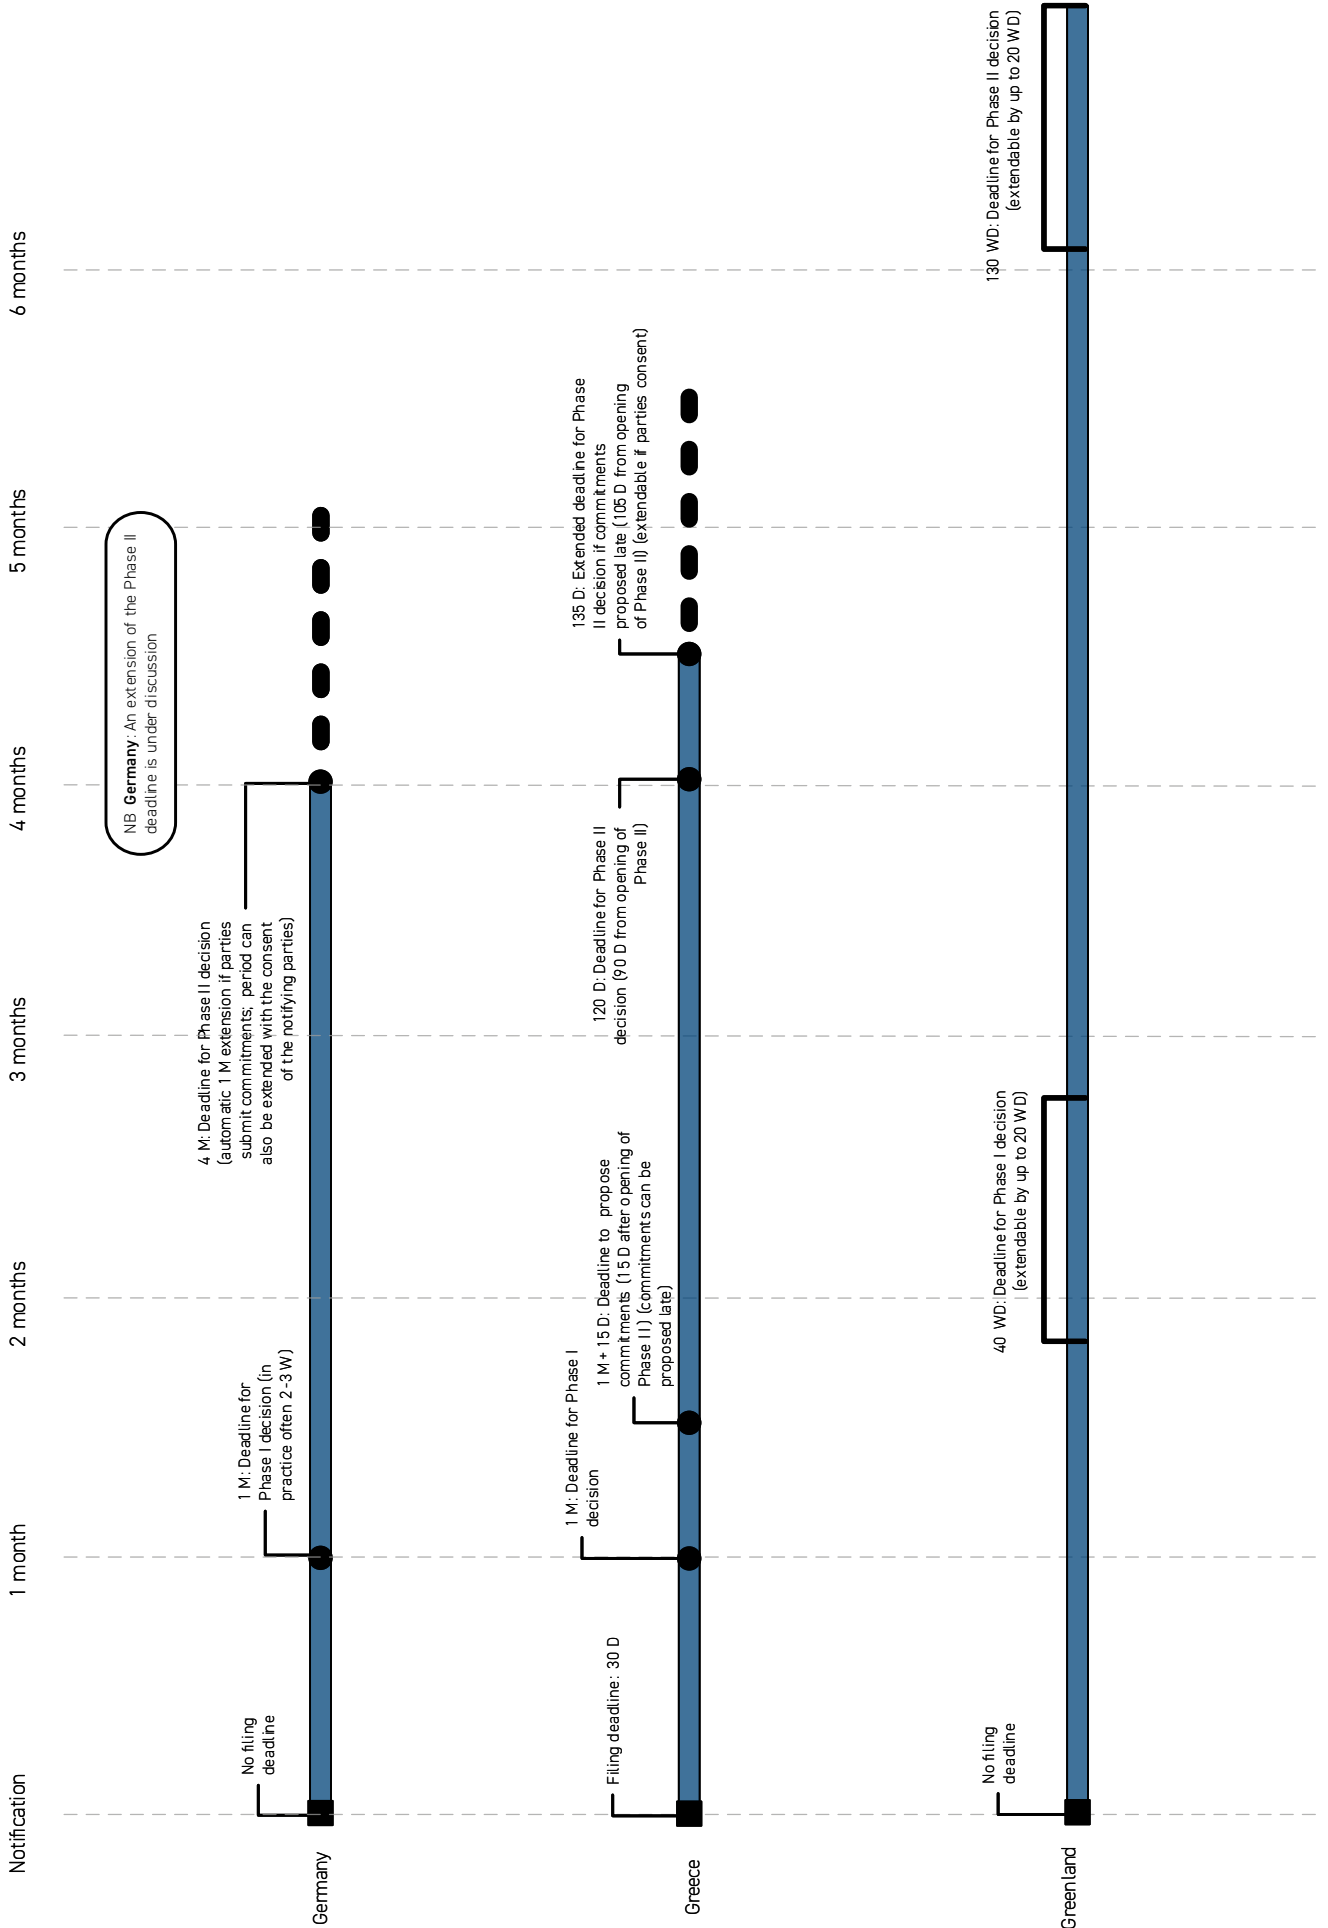 Notification
1 month
2 months
3 months
4 months
5 months
6 months
NB Germany: An extension of the Phase II
deadline is under discussion
Germany
No filing
deadline
1 M: Deadline for
Phase I decision (in
practice often 2-3 W)
4 M: Deadline for Phase II decision
(automatic 1 M extension if parties
submit commitments; period can
also be extended with the consent
of the notifying parties)
Greece
Filing deadline: 30 D
1 M: Deadline for Phase I
decision
1 M + 15 D: Deadline to propose
commitments (15 D after opening of
Phase II) (commitments can be
proposed late)
120 D: Deadline for Phase II
decision (90 D from opening of
Phase II)
135 D: Extended deadline for Phase
II decision if commitments
proposed late (105 D from opening
of Phase II) (extendable if parties consent)
Greenland
No filing
deadline
40 WD: Deadline for Phase I decision
(extendable by up to 20 WD)
130 WD: Deadline for Phase II decision
(extendable by up to 20 WD)